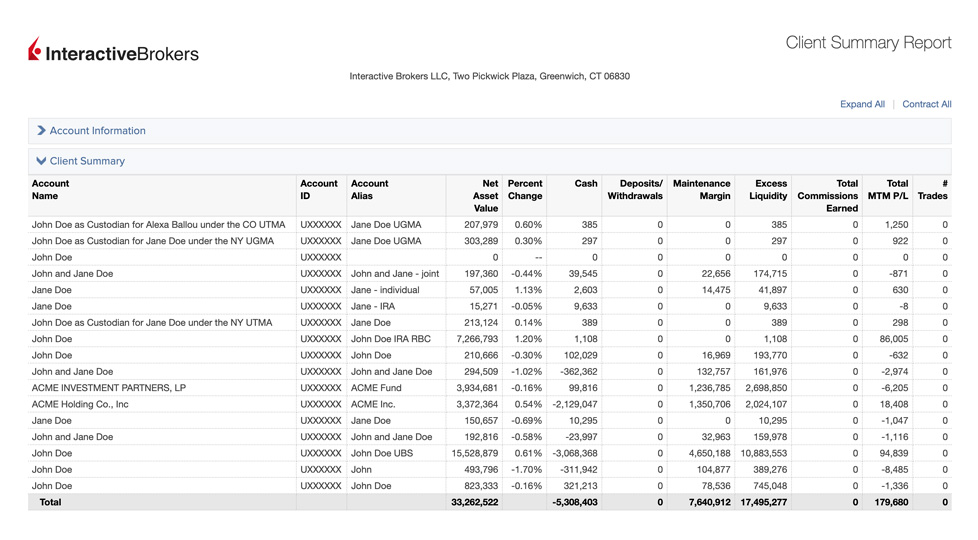 InteractiveBrokers
Client Summary Report
Interactive Brokers LLC, Two Pickwick Plaza, Greenwich, CT 06830
Expand All | Contract All
Account Information
Client Summary
Account Name Account ID Account Alias Net Asset Value Percent Change Cash Deposits/ Withdrawals Maintenance Margin Excess Liquidity Total Commissions Earned Total MTM P/L # Trades
John Doe as Custodian for Alexa Ballou under the CO UTMA UXXXXXX Jane Doe UGMA 207,979 0.60% 385 0 0 385 0 1,250 0
John Doe as Custodian for Jane Doe under the NY UGMA UXXXXXX Jane Doe UGMA 303,289 0.30% 297 0 0 297 0 922 0
John Doe UXXXXXX 0 -- 0 0 0 0 0 0 0
John and Jane Doe UXXXXXX John and Jane - joint 197,360 -0.44% 39,545 0 22,656 174,715 0 -871 0
Jane Doe UXXXXXX Jane - individual 57,005 1.13% 2,603 0 14,475 41,897 0 630 0
Jane Doe UXXXXXX Jane - IRA 15,271 -0.05% 9,633 0 0 9,633 0 -8 0
John Doe as Custodian for Jane Doe under the NY UTMA UXXXXXX Jane Doe 213,124 0.14% 389 0 0 389 0 298 0
John Doe UXXXXXX John Doe IRA RBC 7,266,793 1.20% 1,108 0 0 1,108 0 86,005 0
John Doe UXXXXXX John Doe 210,666 -0.30% 102,029 0 16,969 193,770 0 -632 0
John and Jane Doe UXXXXXX John and Jane Doe 294,509 -1.02% -362,362 0 132,757 161,976 0 -2,974 0
ACME INVESTMENT PARTNERS, LP UXXXXXX ACME Fund 3,934,681 -0.16% 99,816 0 1,236,785 2,698,850 0 -6,205 0
ACME Holding Co., Inc UXXXXXX ACME Inc. 3,372,364 0.54% -2,129,047 0 1,350,706 2,024,107 0 18,408 0
Jane Doe UXXXXXX Jane Doe 150,657 -0.69% 10,295 0 0 10,295 0 -1,047 0
John and Jane Doe UXXXXXX John and Jane Doe 192,816 -0.58% -23,997 0 32,963 159,978 0 -1,116 0
John Doe UXXXXXX John Doe UBS 15,528,879 0.61% -3,068,368 0 4,650,188 10,883,553 0 94,839 0
John Doe UXXXXXX John 493,796 -1.70% -311,942 0 104,877 389,276 0 -8,485 0
John Doe UXXXXXX John Doe 823,333 -0.16% 321,213 0 78,536 745,048 0 -1,336 0
Total 33,262,522 -5,308,403 0 7,640,912 17,495,277 0 179,680 0